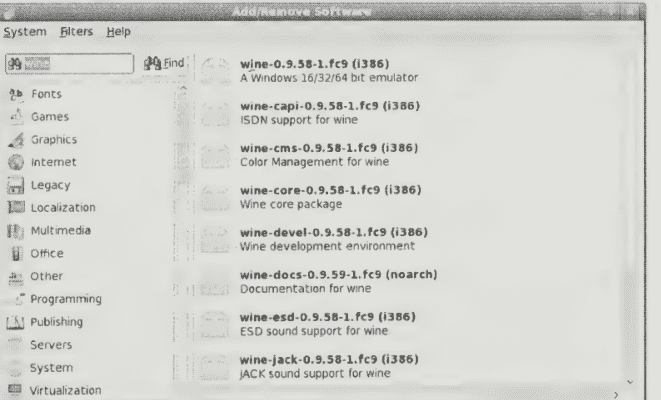 Add/Remove Software
System Filters Help
Find
Fonts
Games
Graphics
Internet
Legacy
Localization
Multimedia
Office
Other
Programming
Publishing
Servers
System
Virtualization
wine-0.9.58-1.fc9 (i386)
A Windows 16/32/64 bit emulator
wine-capi-0.9.58-1.fc9 (i386)
ISDN support for wine
wine-cms-0.9.58-1.fc9 (i386)
Color Management for wine
wine-core-0.9.58-1.fc9 (i386)
Wine core package
wine-devel-0.9.58-1.fc9 (i386)
Wine development environment
wine-docs-0.9.59-1.fc9 (noarch)
Documentation for wine
wine-esd-0.9.58-1.fc9 (i386)
ESD sound support for wine
wine-jack-0.9.58-1.fc9 (i386)
JACK sound support for wine